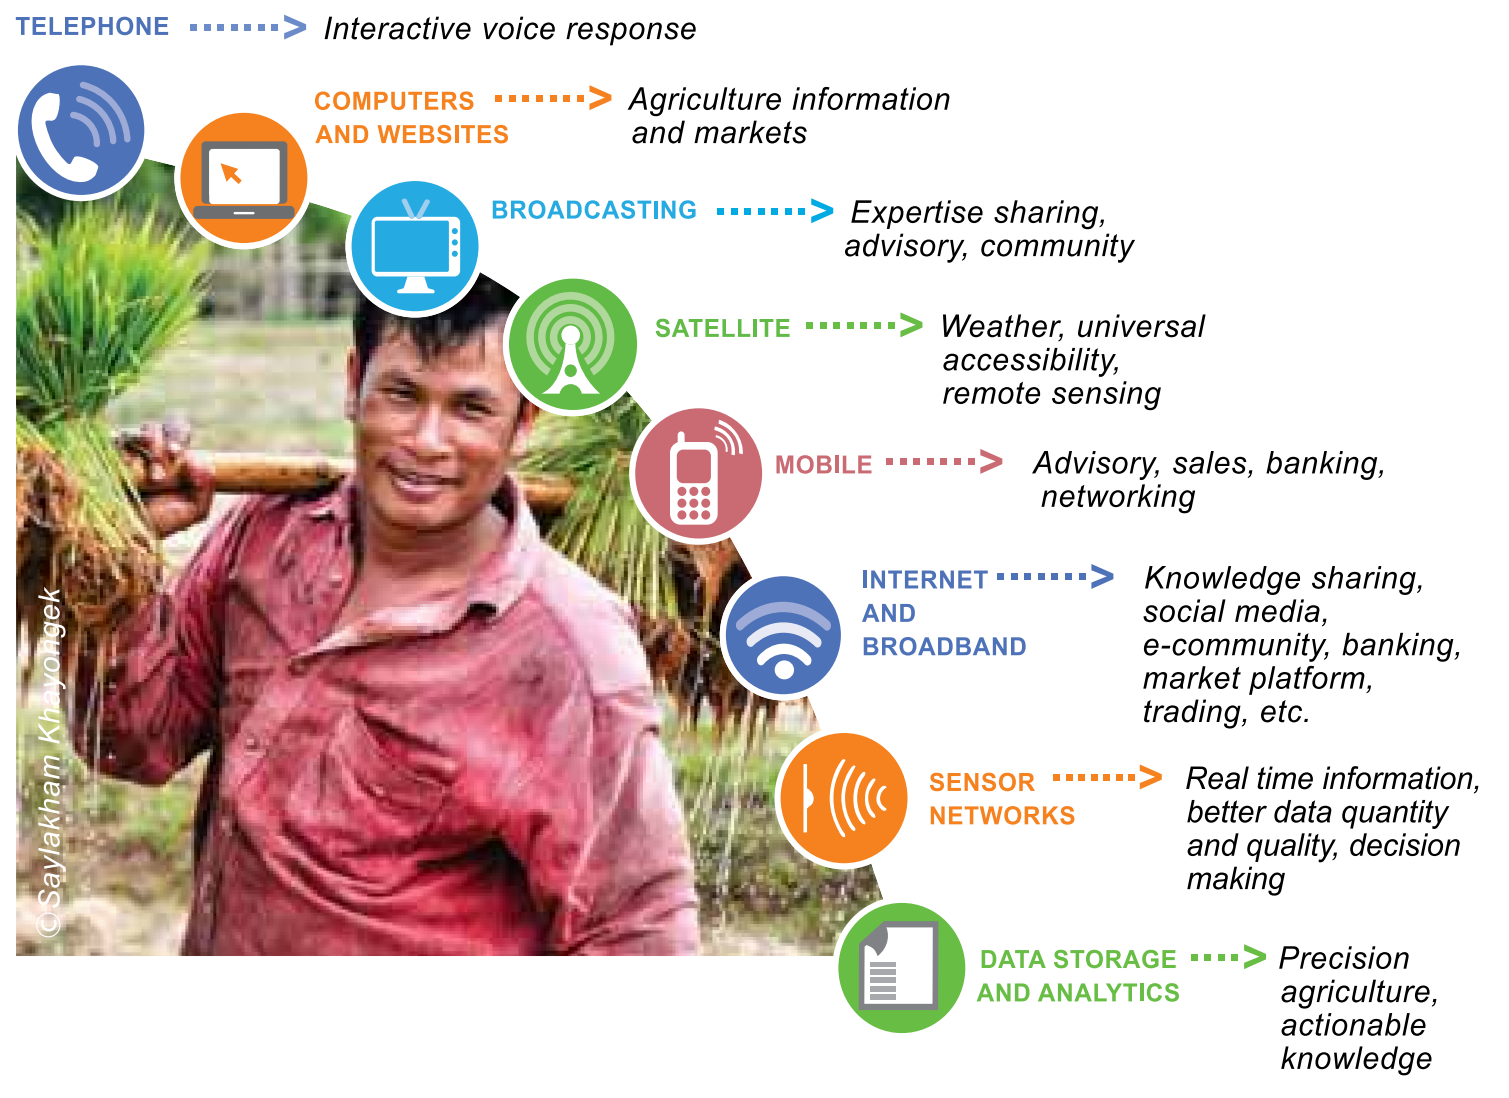 TELEPHONE > Interactive voice response
COMPUTERS > Agriculture information
AND WEBSITES and markets
BROADCASTING > Expertise sharing,
advisory, community
SATELLITE > Weather, universal
accessibility,
remote sensing
MOBILE > Advisory, sales, banking,
networking
INTERNET > Knowledge sharing,
AND social media,
BROADBAND e-community, banking,
market platform,
trading, etc.
SENSOR > Real time information,
NETWORKS better data quantity
and quality, decision
making
DATA STORAGE > Precision
AND ANALYTICS agriculture,
actionable
knowledge
©Saylakham Khayongek